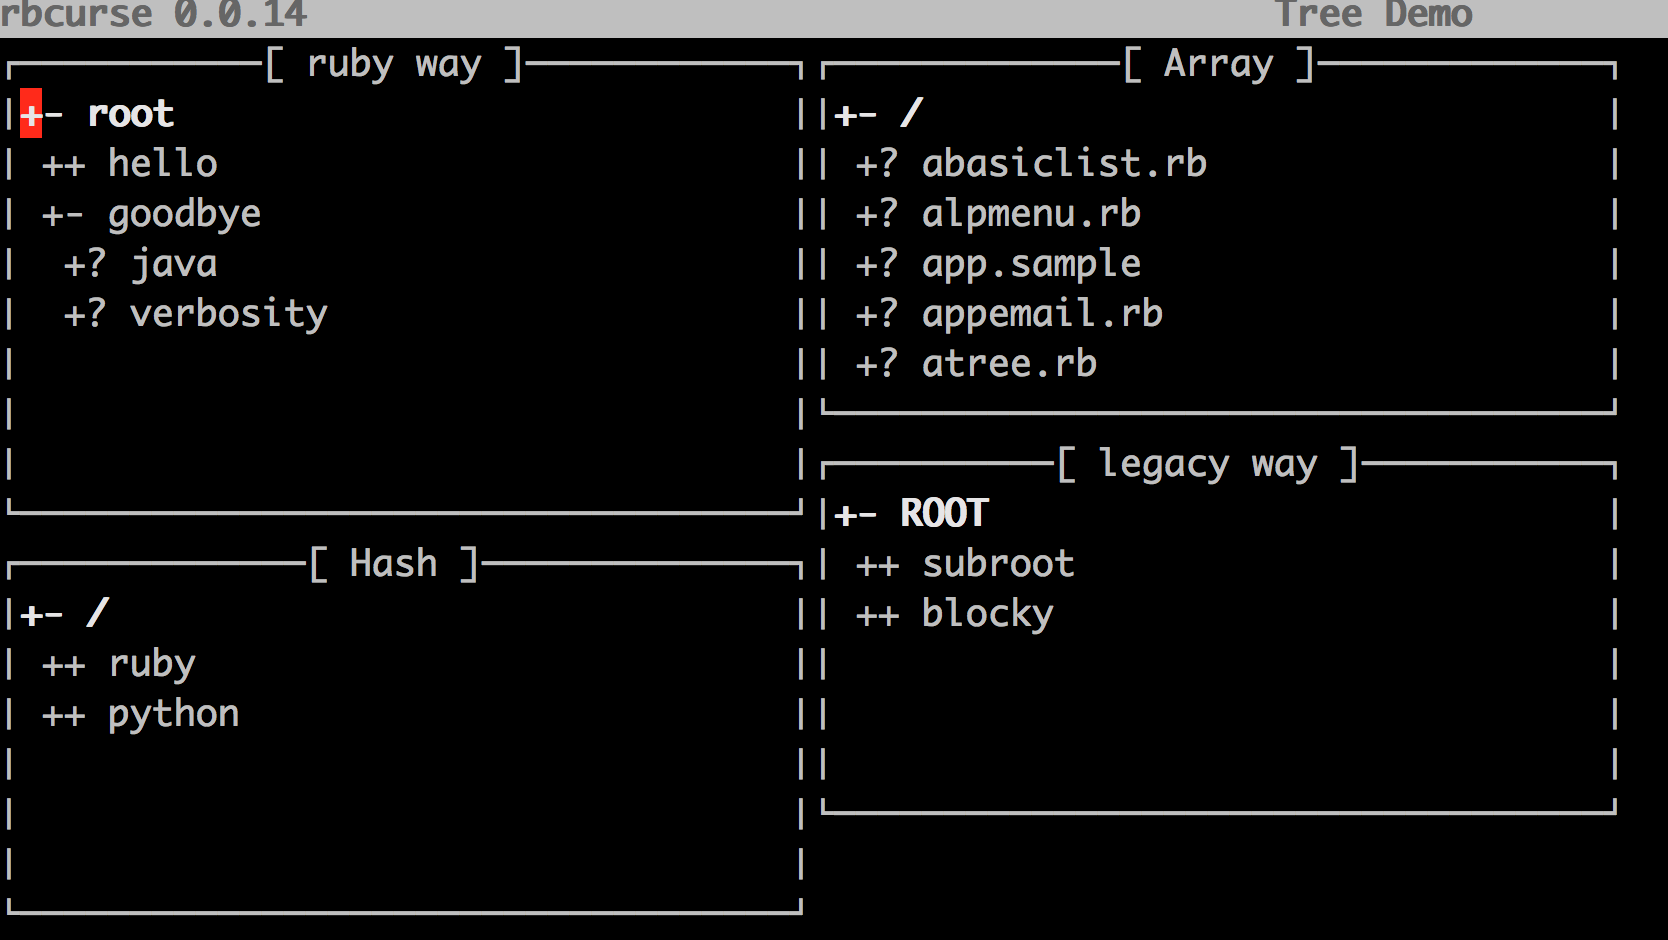 rbcurse 0.0.14 Tree Demo
[ ruby way ]
+- root
++ hello
+- goodbye
+? java
+? verbosity
[ Hash ]
+- /
++ ruby
++ python
[ Array ]
+- /
+? abasiclist.rb
+? alpmenu.rb
+? app.sample
+? appemail.rb
+? atree.rb
[ legacy way ]
+- ROOT
++ subroot
++ blocky